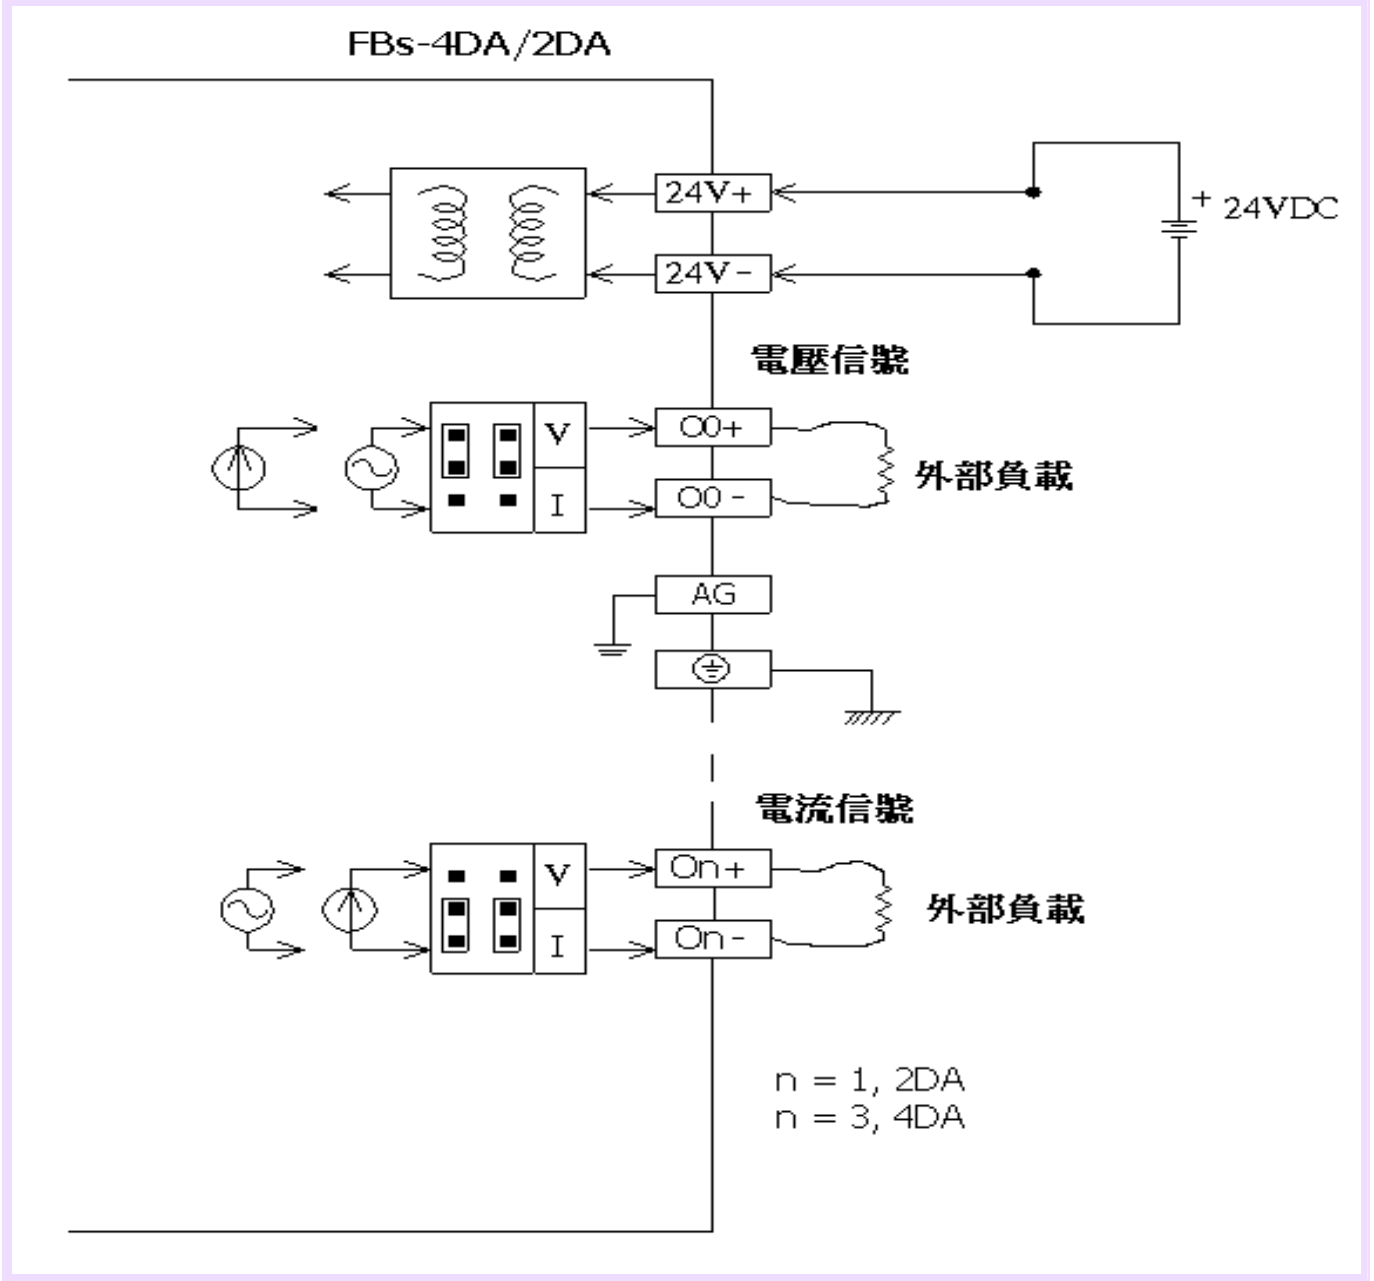 FBs-4DA/2DA
24V+
+ 24VDC
24V-
電壓信號
V
O0+
外部負載
I
O0-
AG
電流信號
V
On+
外部負載
I
On-
n = 1, 2DA
n = 3, 4DA